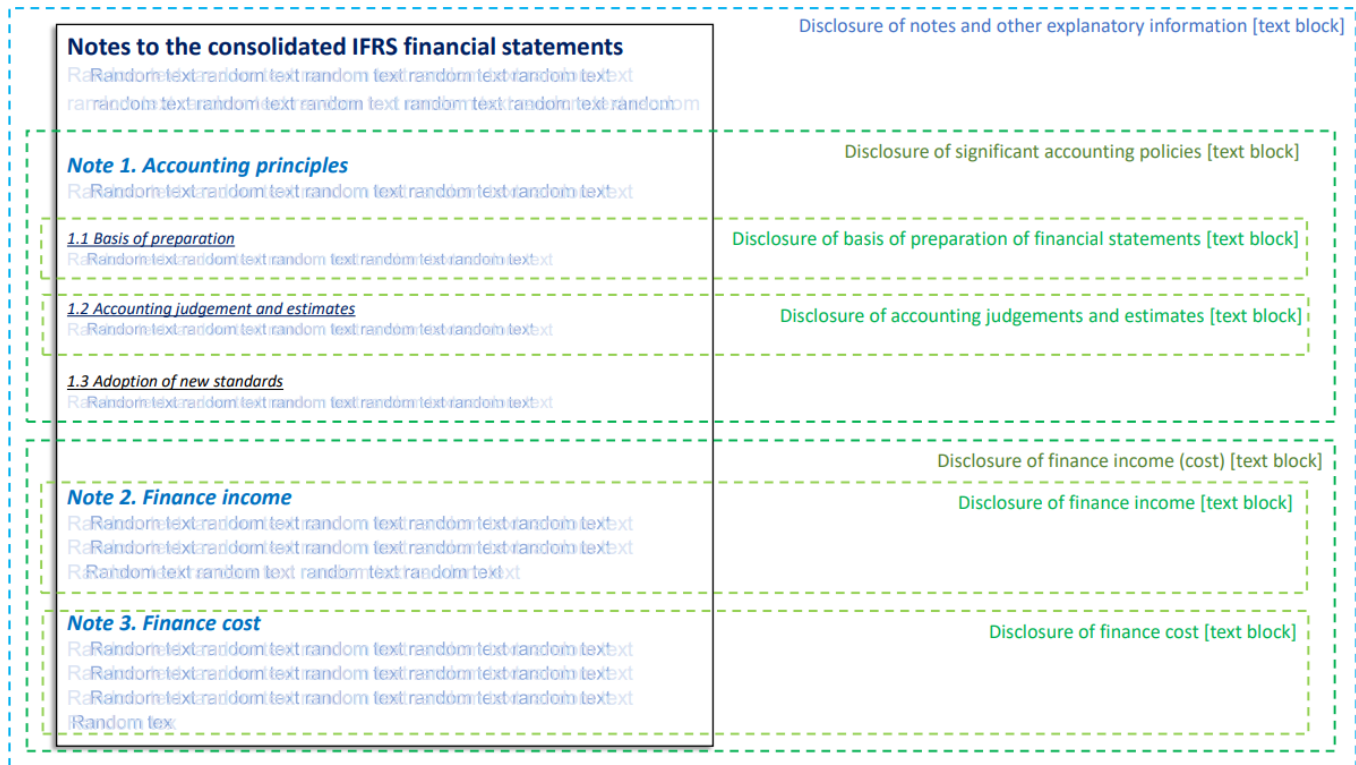 Disclosure of notes and other explanatory information [text block]
Notes to the consolidated IFRS financial statements
Random text random text random text random text random text
random text random text random text random text random
Disclosure of significant accounting policies [text block]
Note 1. Accounting principles
Random text random text random text random text random text
1.1 Basis of preparation
Disclosure of basis of preparation of financial statements [text block]
Random text random text random text random text random text
1.2 Accounting judgement and estimates
Disclosure of accounting judgements and estimates [text block]
Random text random text random text random text random text
1.3 Adoption of new standards
Random text random text random text random text random text
Disclosure of finance income (cost) [text block]
Note 2. Finance income
Disclosure of finance income [text block]
Random text random text random text random text random text
Random text random text random text random text random text
Random text random text random text random text
Note 3. Finance cost
Disclosure of finance cost [text block]
Random text random text random text random text random text
Random text random text random text random text random text
Random text random text random text random text random text
Random tex